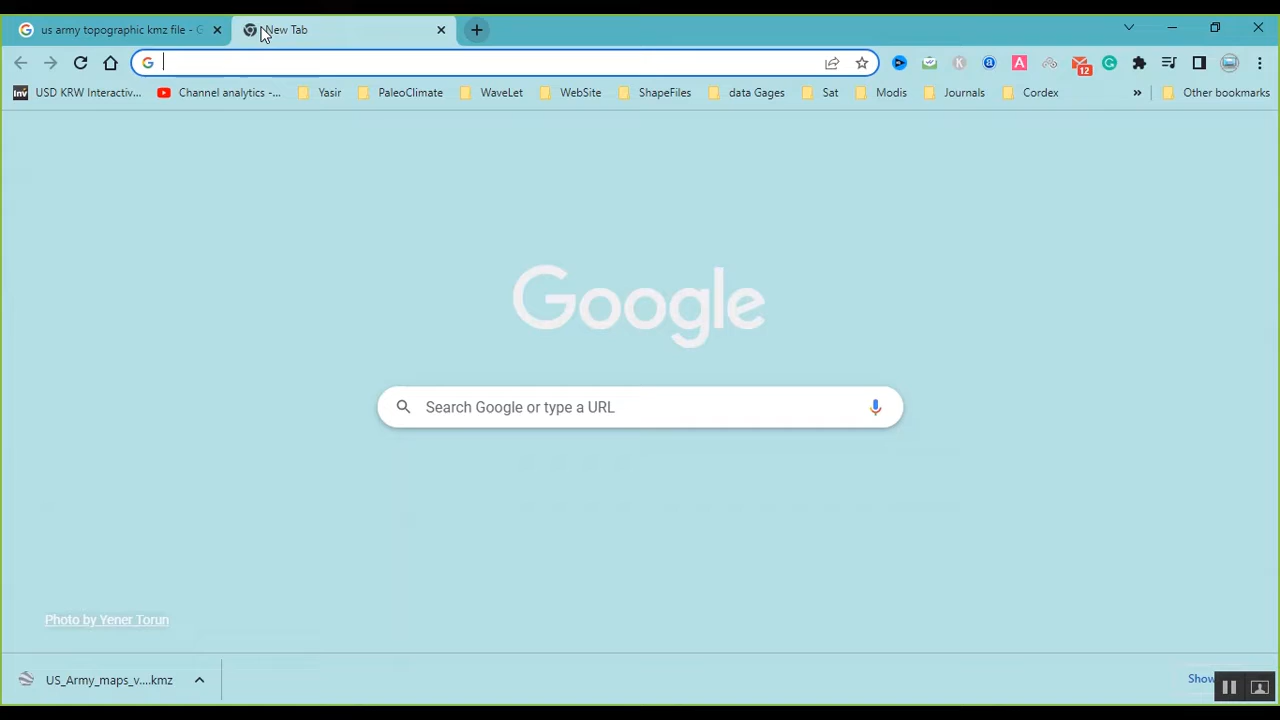 us army topographic kmz file - G
New Tab
USD KRW Interactiv...
Channel analytics -...
Yasir
PaleoClimate
WaveLet
WebSite
ShapeFiles
data Gages
Sat
Modis
Journals
Cordex
»
Other bookmarks
12
Google
Search Google or type a URL
Photo by Yener Torun
US_Army_maps_v....kmz
Show